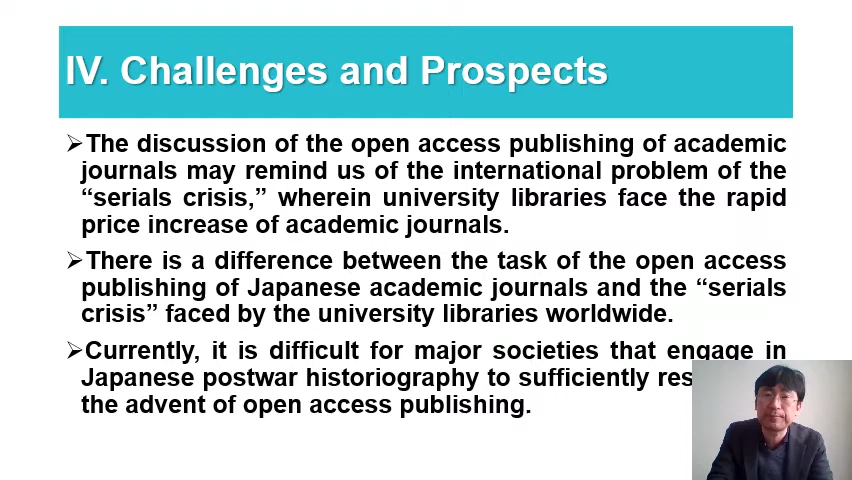 IV. Challenges and Prospects
➢The discussion of the open access publishing of academic
journals may remind us of the international problem of the
“serials crisis,” wherein university libraries face the rapid
price increase of academic journals.
➢There is a difference between the task of the open access
publishing of Japanese academic journals and the “serials
crisis” faced by the university libraries worldwide.
➢Currently, it is difficult for major societies that engage in
Japanese postwar historiography to sufficiently
the advent of open access publishing.